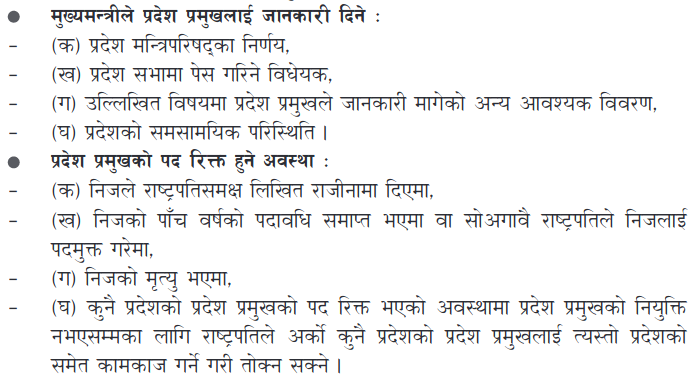 ● मुख्यमन्त्रीले प्रदेश प्रमुखलाई जानकारी दिने :
– (क) प्रदेश मन्त्रिपरिषद्का निर्णय,
– (ख) प्रदेश सभामा पेस गरिने विधेयक,
– (ग) उल्लिखित विषयमा प्रदेश प्रमुखले जानकारी मागेको अन्य आवश्यक विवरण,
– (घ) प्रदेशको समसामयिक परिस्थिति ।
● प्रदेश प्रमुखको पद रिक्त हुने अवस्था :
– (क) निजले राष्ट्रपतिसमक्ष लिखित राजीनामा दिएमा,
– (ख) निजको पाँच वर्षको पदावधि समाप्त भएमा वा सोअगावै राष्ट्रपतिले निजलाई
पदमुक्त गरेमा,
– (ग) निजको मृत्यु भएमा,
– (घ) कुनै प्रदेशको प्रदेश प्रमुखको पद रिक्त भएको अवस्थामा प्रदेश प्रमुखको नियुक्ति
नभएसम्मका लागि राष्ट्रपतिले अर्को कुनै प्रदेशको प्रदेश प्रमुखलाई त्यस्तो प्रदेशको
समेत कामकाज गर्ने गरी तोक्न सक्ने ।